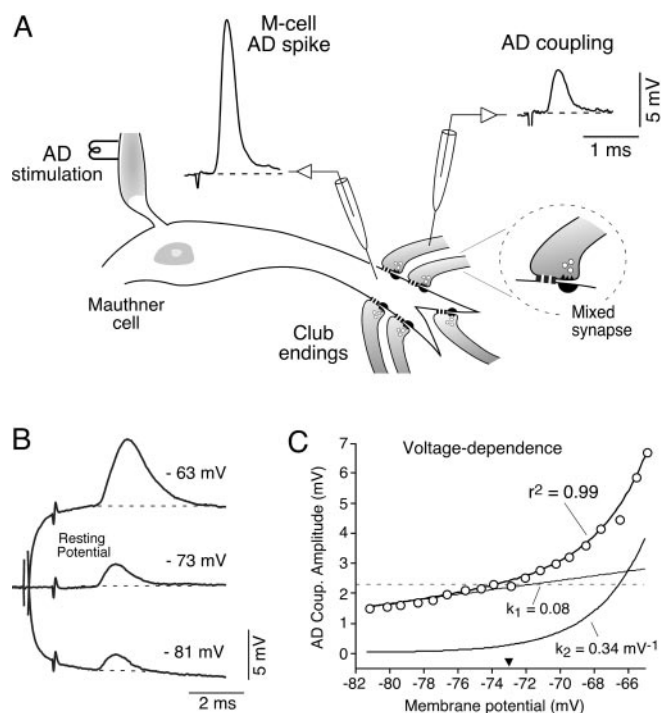 A
M-cell
AD spike
AD coupling
5 mV
1 ms
AD
stimulation
Mauthner
cell
Club
endings
Mixed
synapse
B
- 63 mV
Resting
Potential
- 73 mV
- 81 mV
5 mV
2 ms
C
Voltage-dependence
AD Coup. Amplitude (mV)
7
6
5
4
3
2
1
0
r² = 0.99
k₁ = 0.08
k₂ = 0.34 mV⁻¹
-82 -80 -78 -76 -74 -72 -70 -68 -66
Membrane potential (mV)